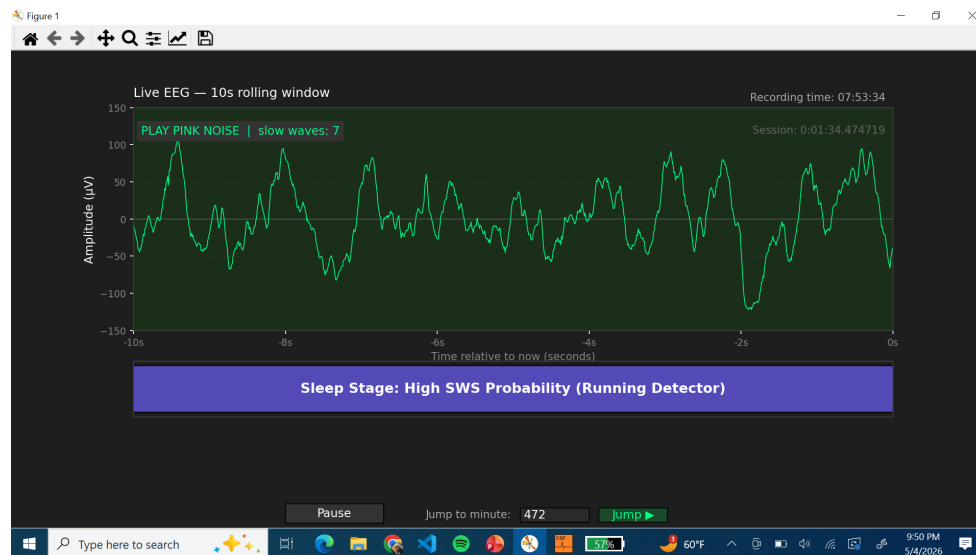 Figure 1
Live EEG — 10s rolling window
Recording time: 07:53:34
PLAY PINK NOISE | slow waves: 7
Session: 0:01:34.474719
Amplitude (µV)
150
100
50
0
−50
−100
−150
-10s
-8s
-6s
-4s
-2s
0s
Time relative to now (seconds)
Sleep Stage: High SWS Probability (Running Detector)
Pause
Jump to minute:
472
Jump ▶
Type here to search
57%
60°F
9:50 PM
5/4/2026